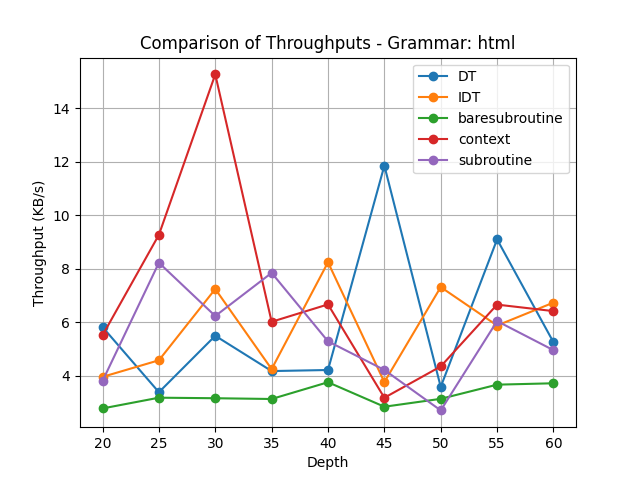 Comparison of Throughputs - Grammar: html
Throughput (KB/s)
14
12
10
8
6
4
DT
IDT
baresubroutine
context
subroutine
20 25 30 35 40 45 50 55 60
Depth